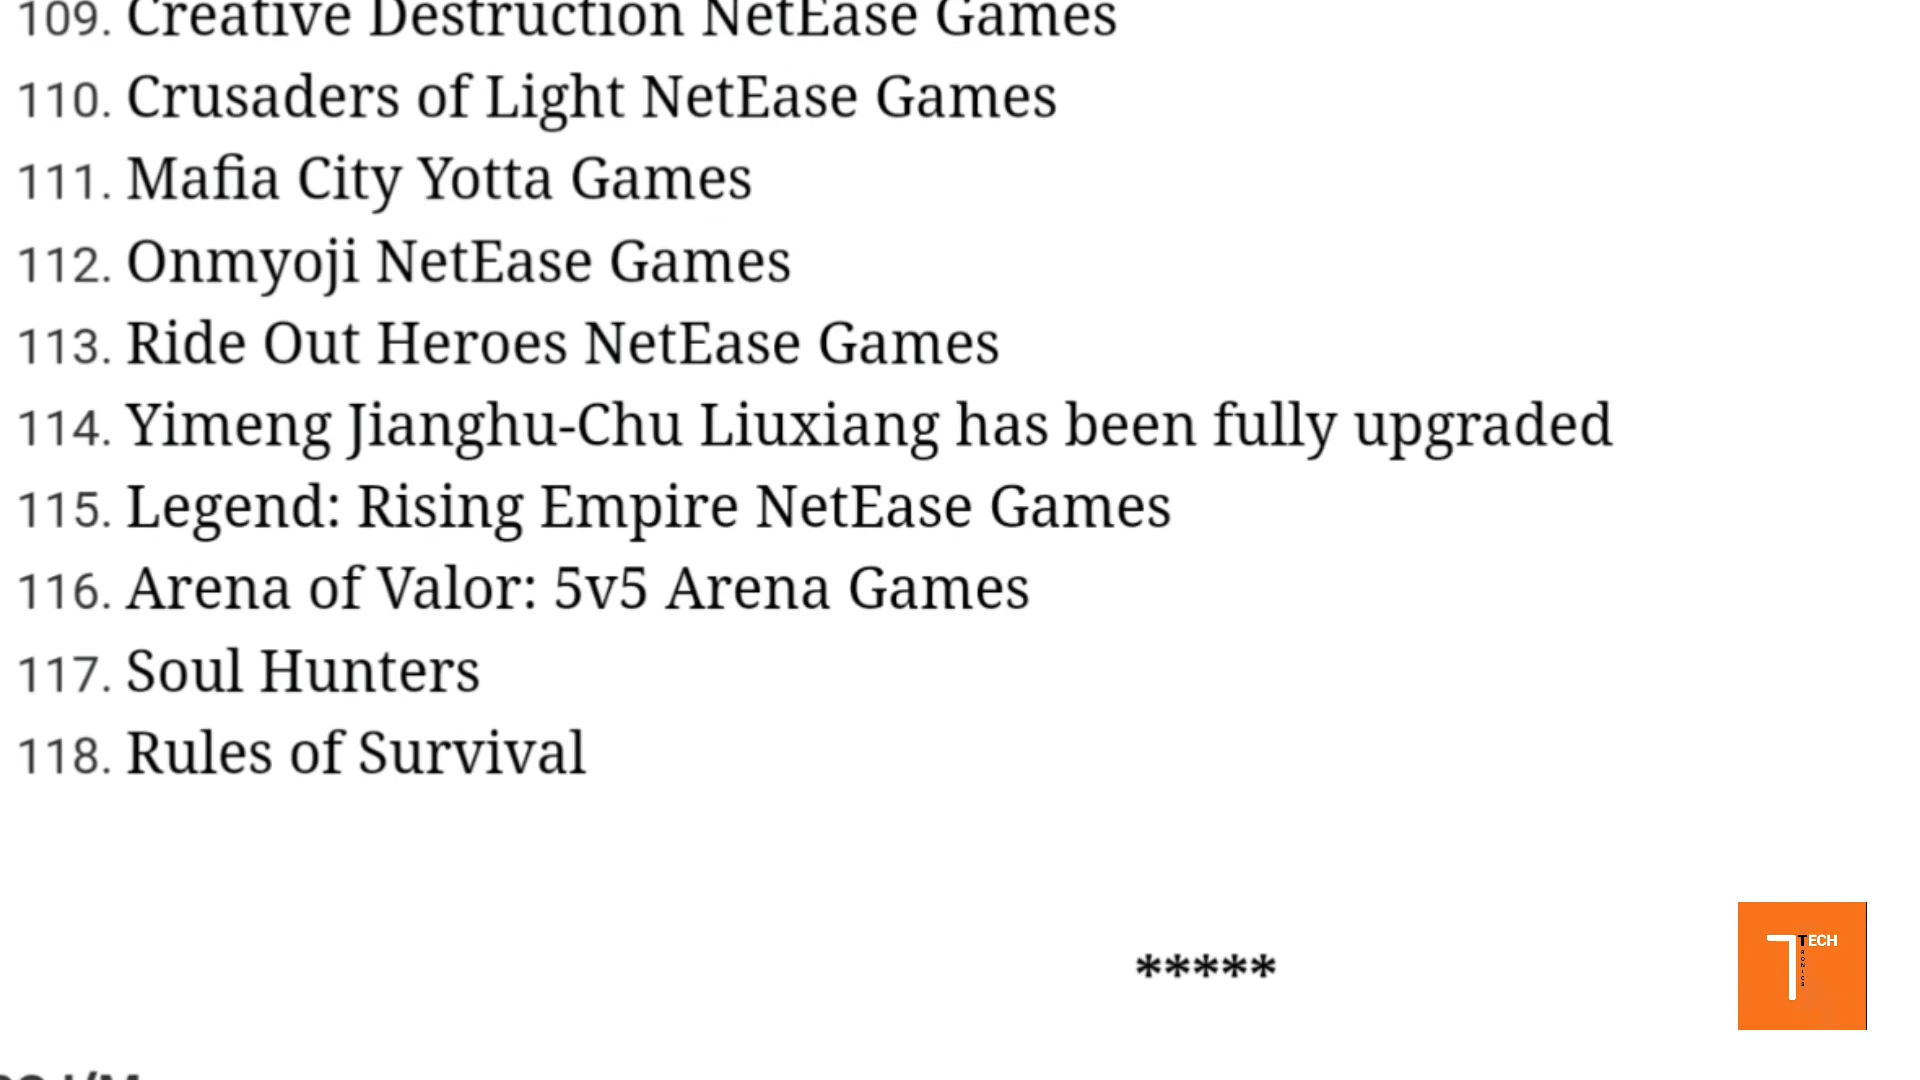 109. Creative Destruction NetEase Games
110. Crusaders of Light NetEase Games
111. Mafia City Yotta Games
112. Onmyoji NetEase Games
113. Ride Out Heroes NetEase Games
114. Yimeng Jianghu-Chu Liuxiang has been fully upgraded
115. Legend: Rising Empire NetEase Games
116. Arena of Valor: 5v5 Arena Games
117. Soul Hunters
118. Rules of Survival
*****
TECH
TRONICS